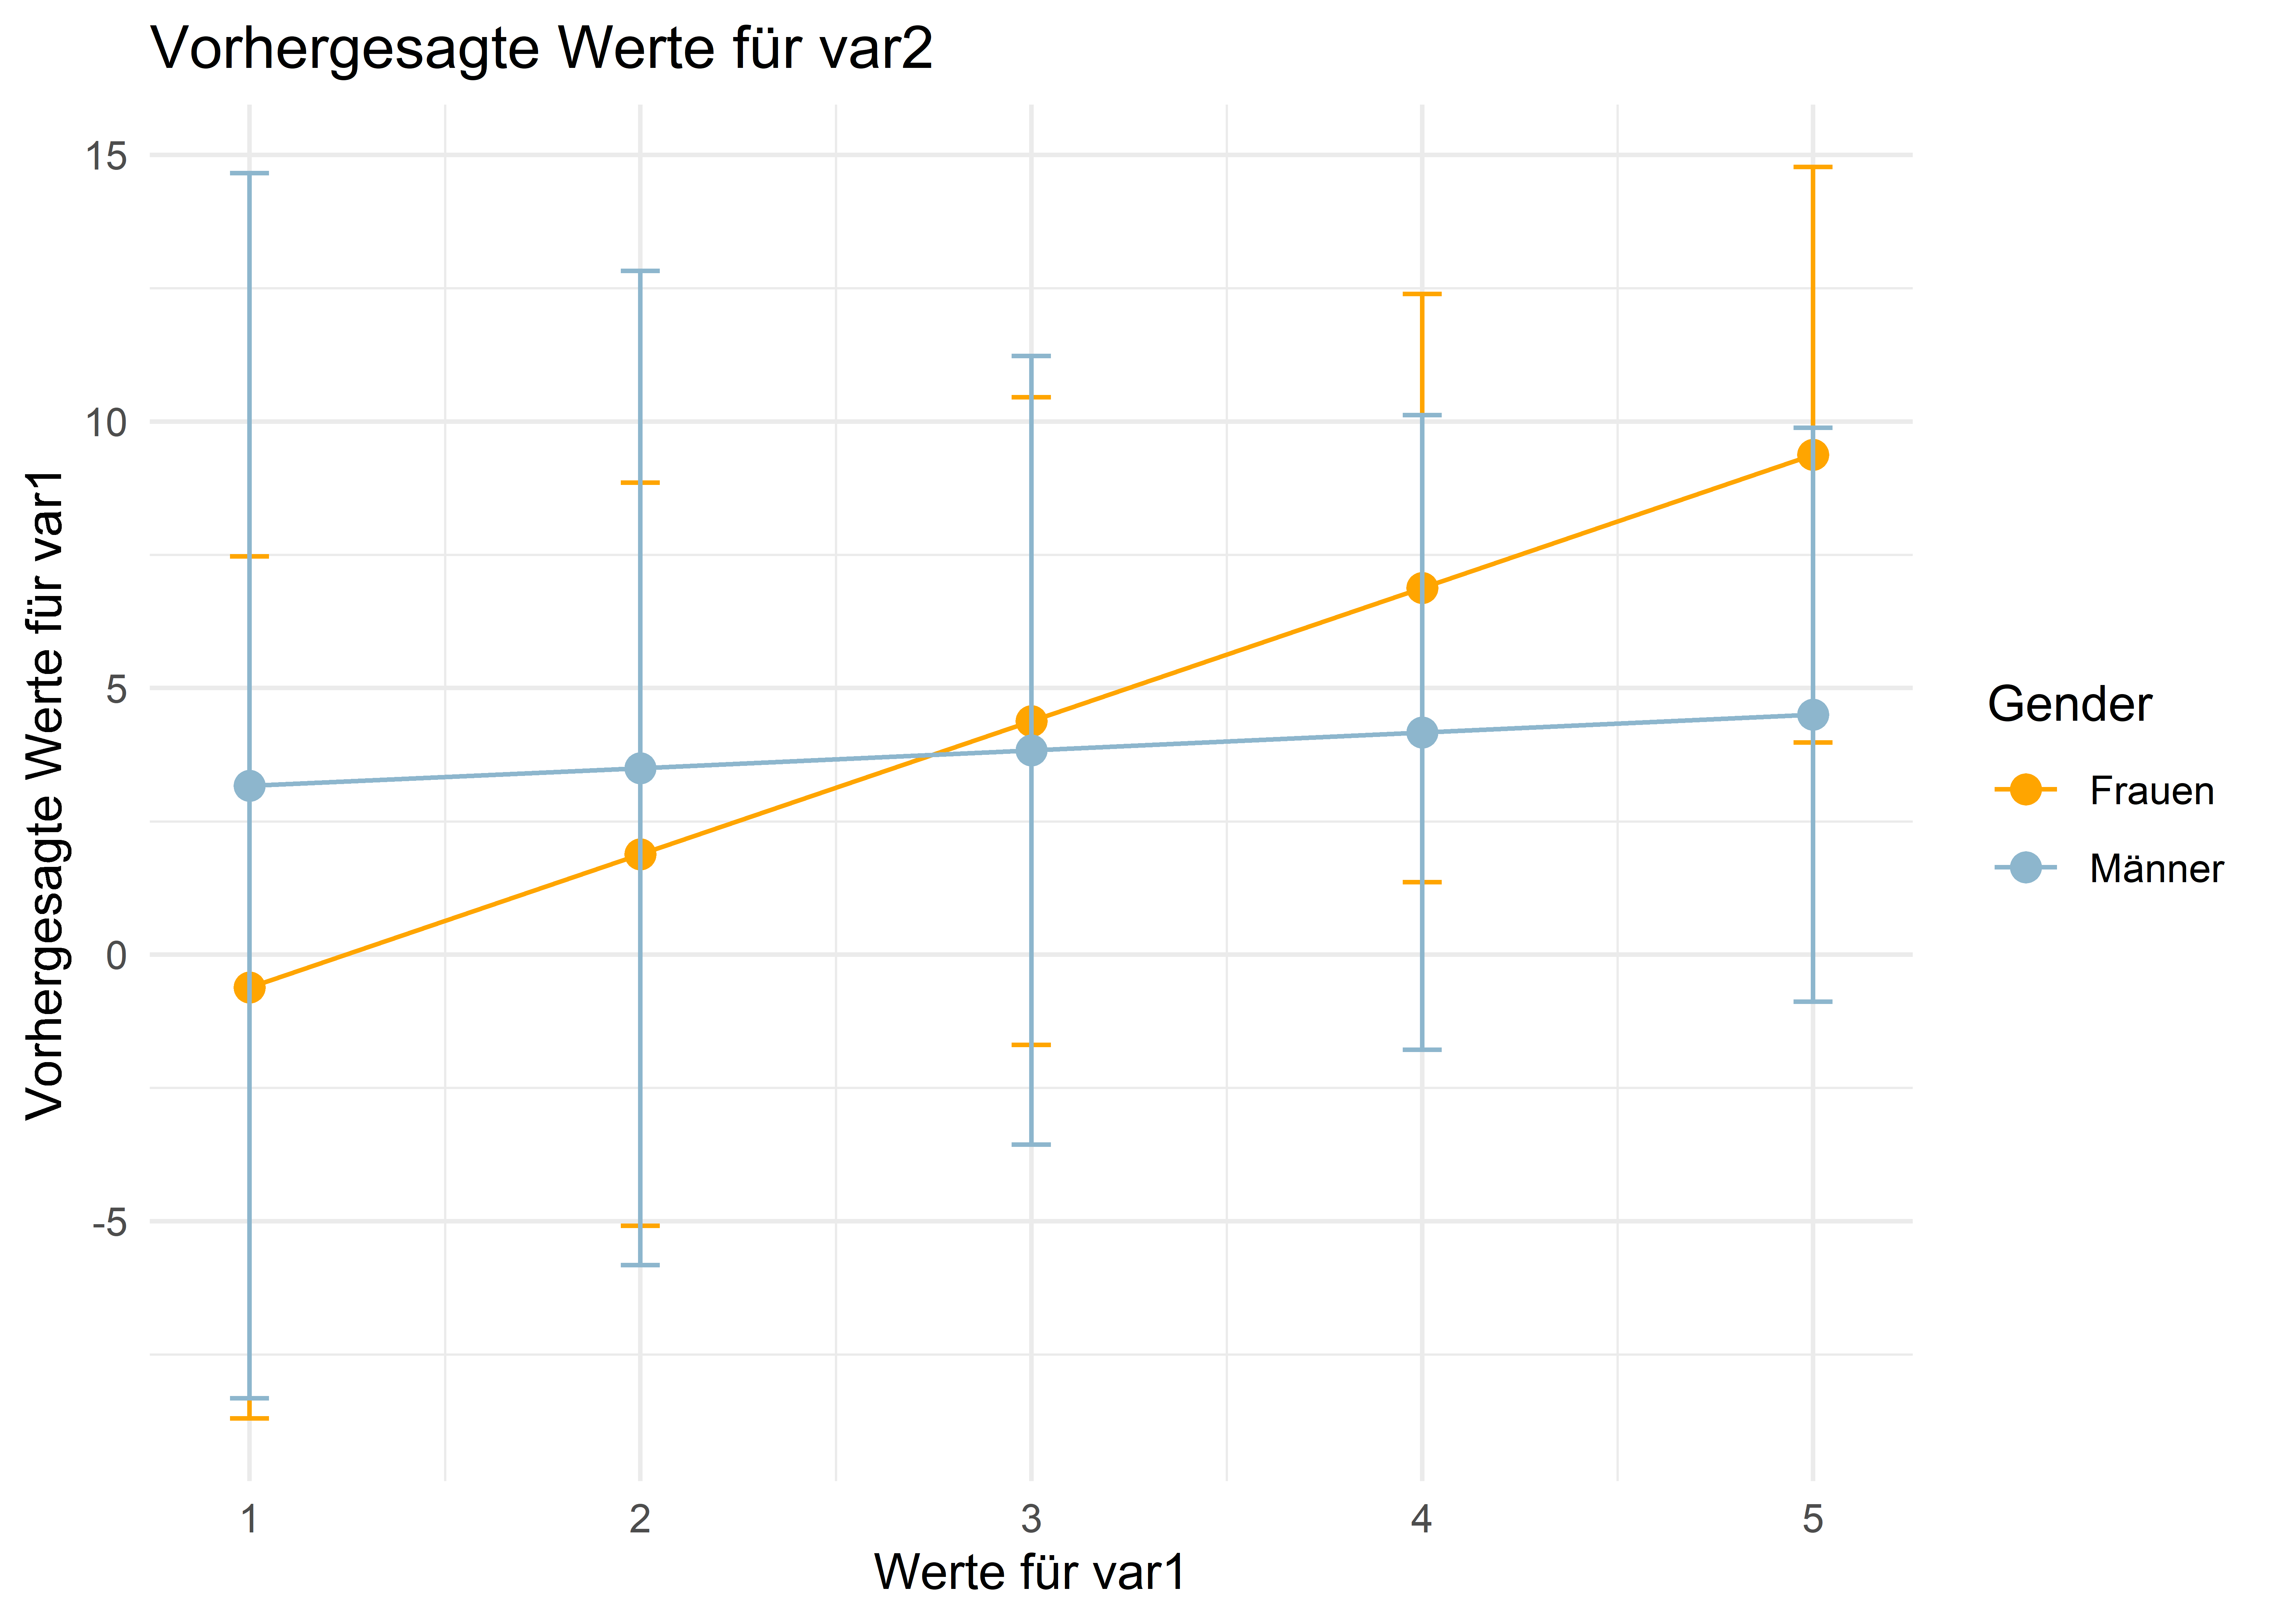 Vorhergesagte Werte für var2
Vorhergesagte Werte für var1
15
10
5
0
-5
1
2
3
4
5
Werte für var1
Gender
Frauen
Männer